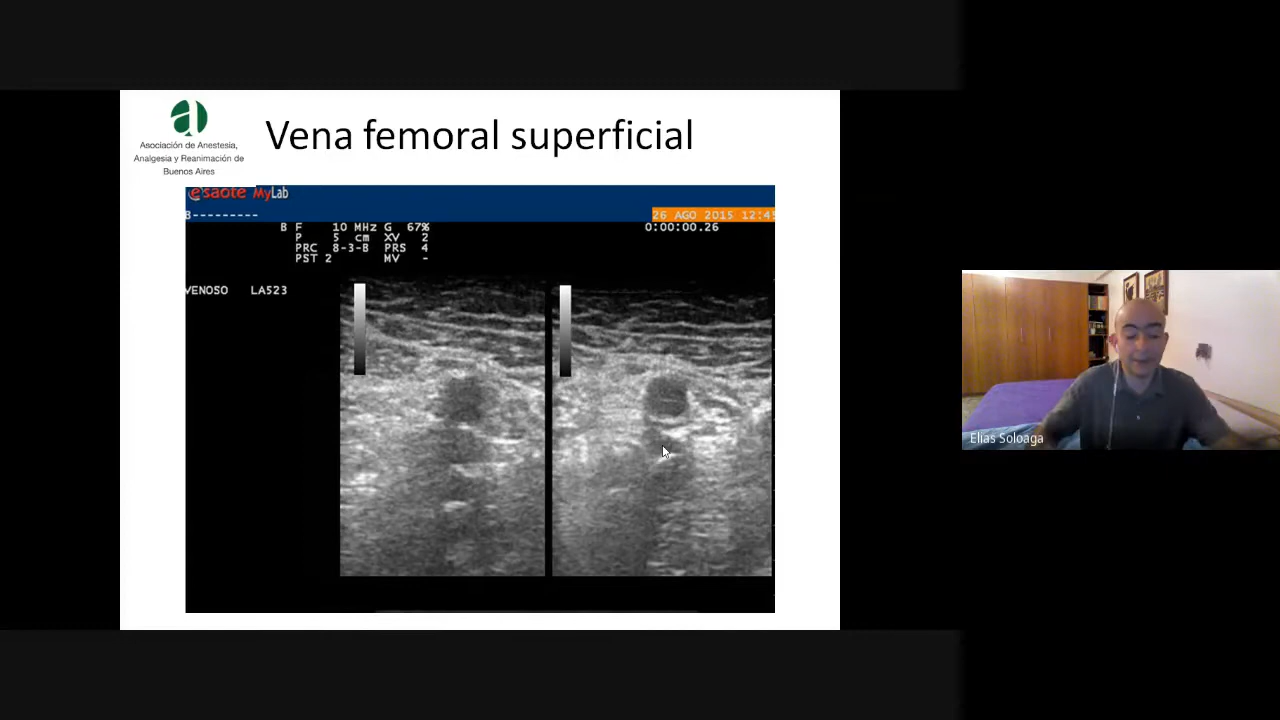 Vena femoral superficial
Asociación de Anestesia,
Analgesia y Reanimación de
Buenos Aires
esaote MyLab
B---------
26 AGO 2015 12:45
B F 10 MHz G 67%
P 5 cm XV 2
PRC 8-3-B PRS 4
PST 2 MV -
0:00:00.26
VENOSO LA523
Elias Soloaga